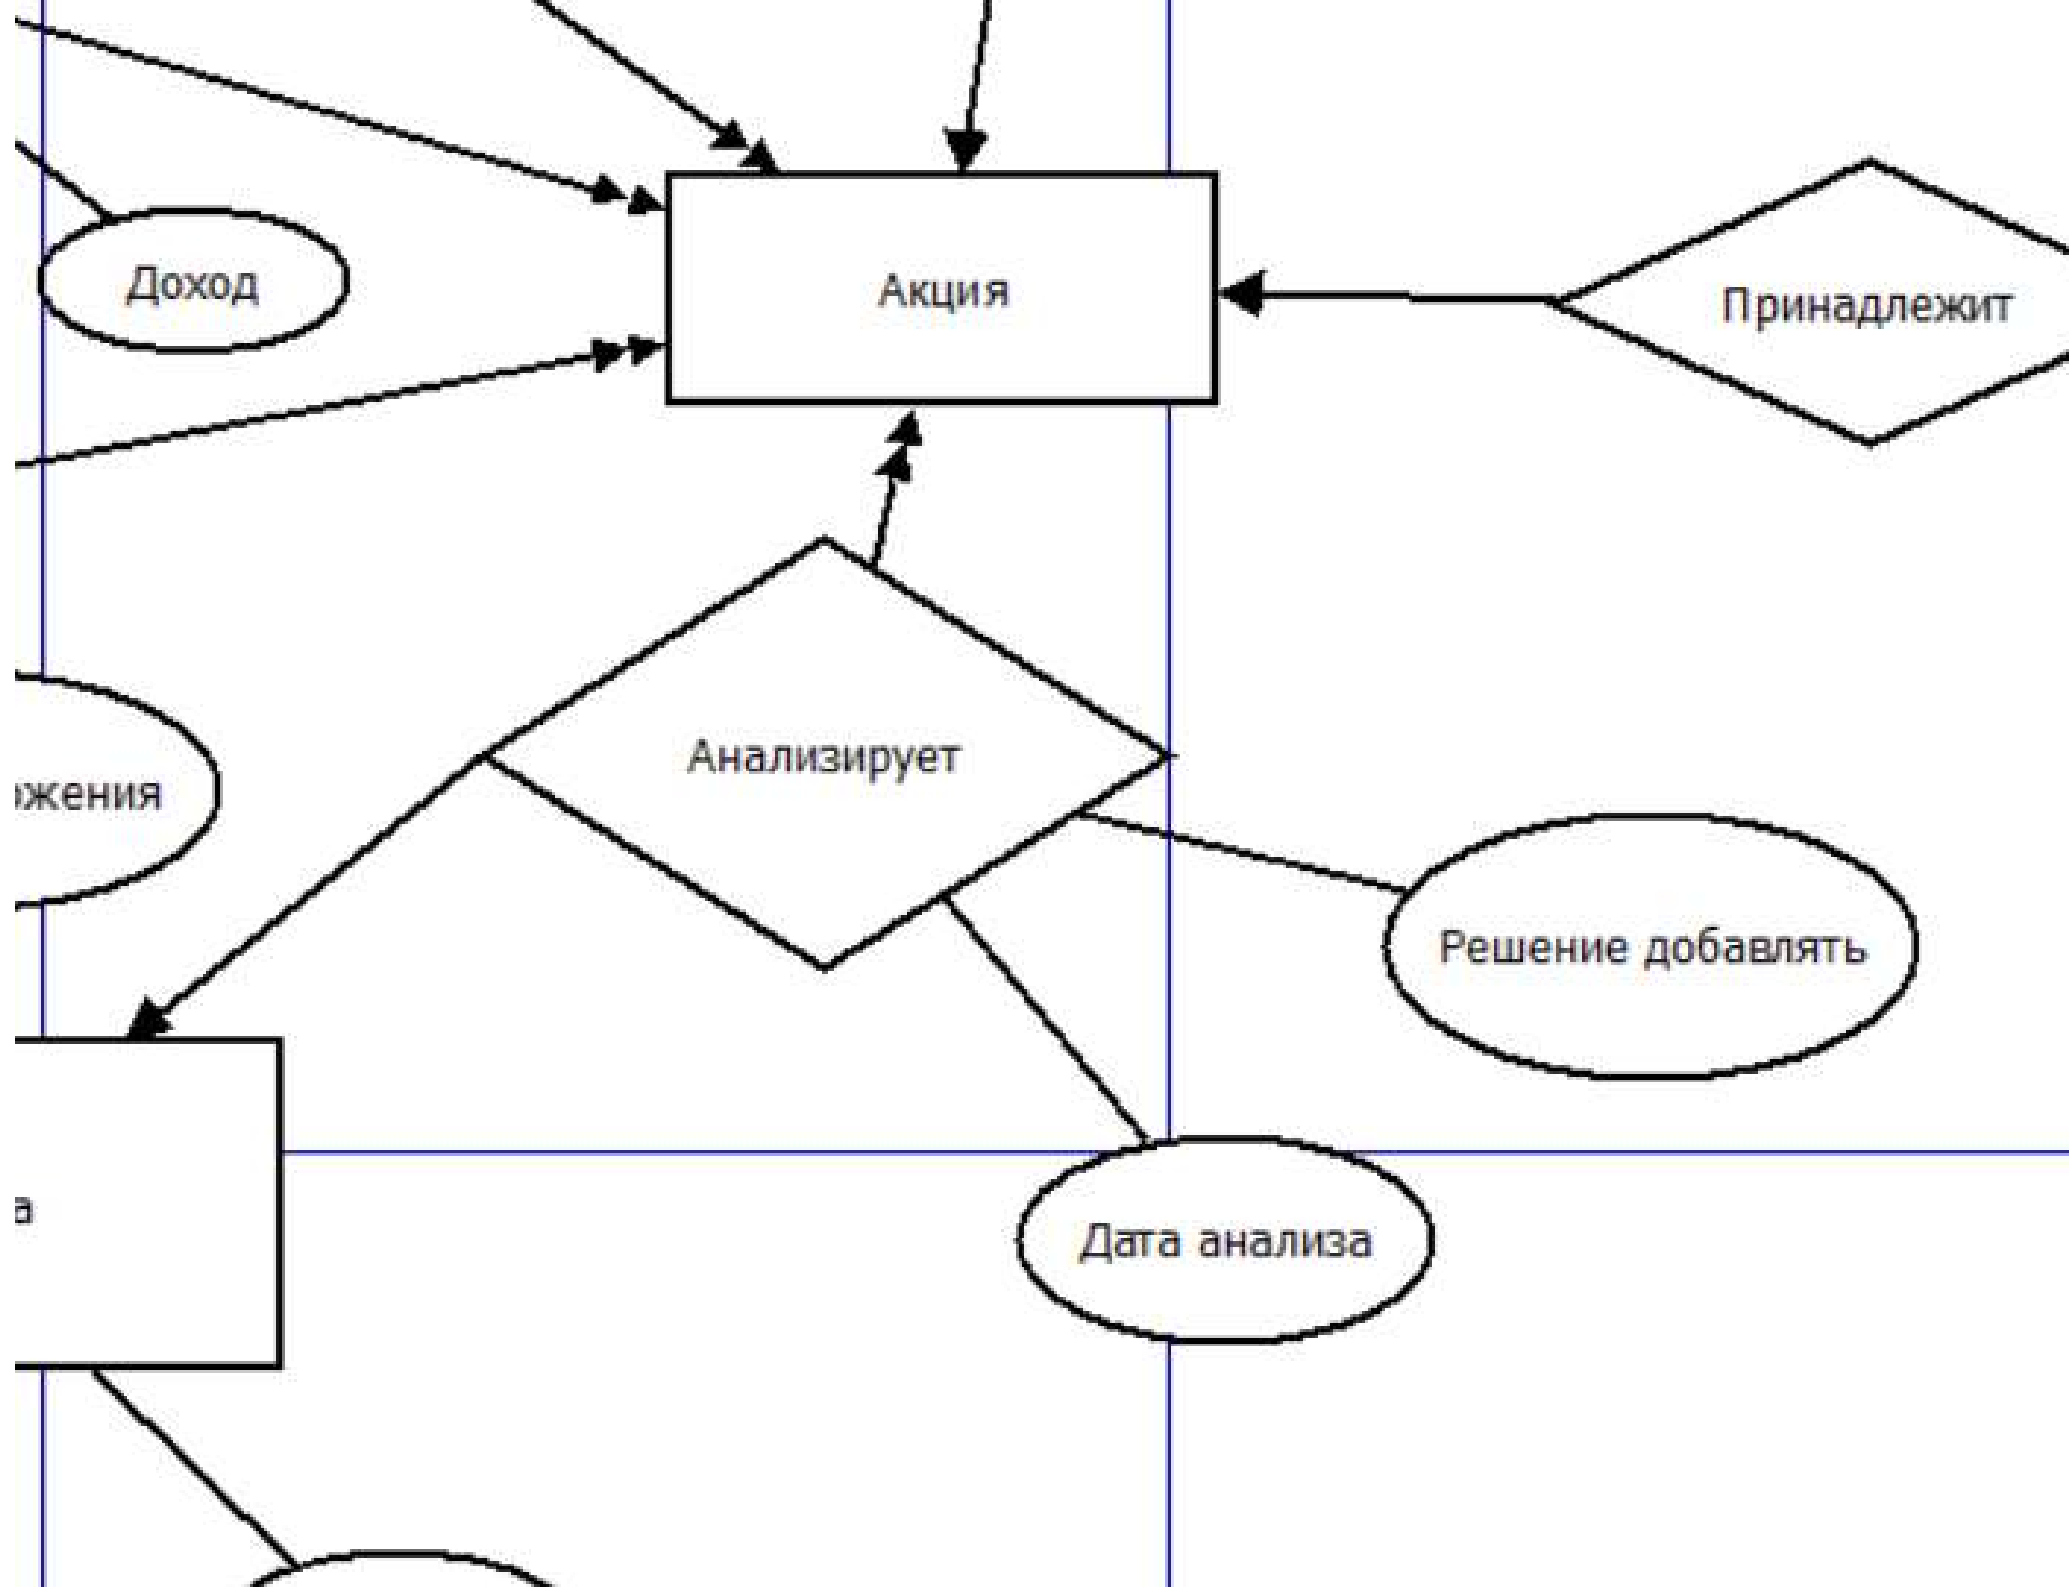 Доход
Акция
Принадлежит
Анализирует
Решение добавлять
Дата анализа